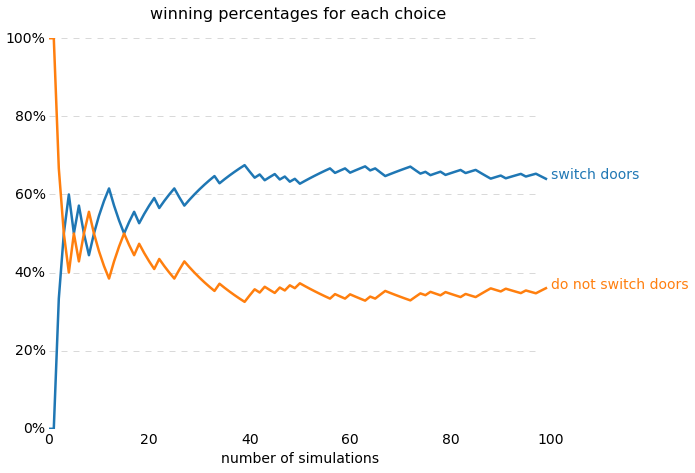 winning percentages for each choice
100%
80%
60%
40%
20%
0%
switch doors
do not switch doors
0 20 40 60 80 100
number of simulations